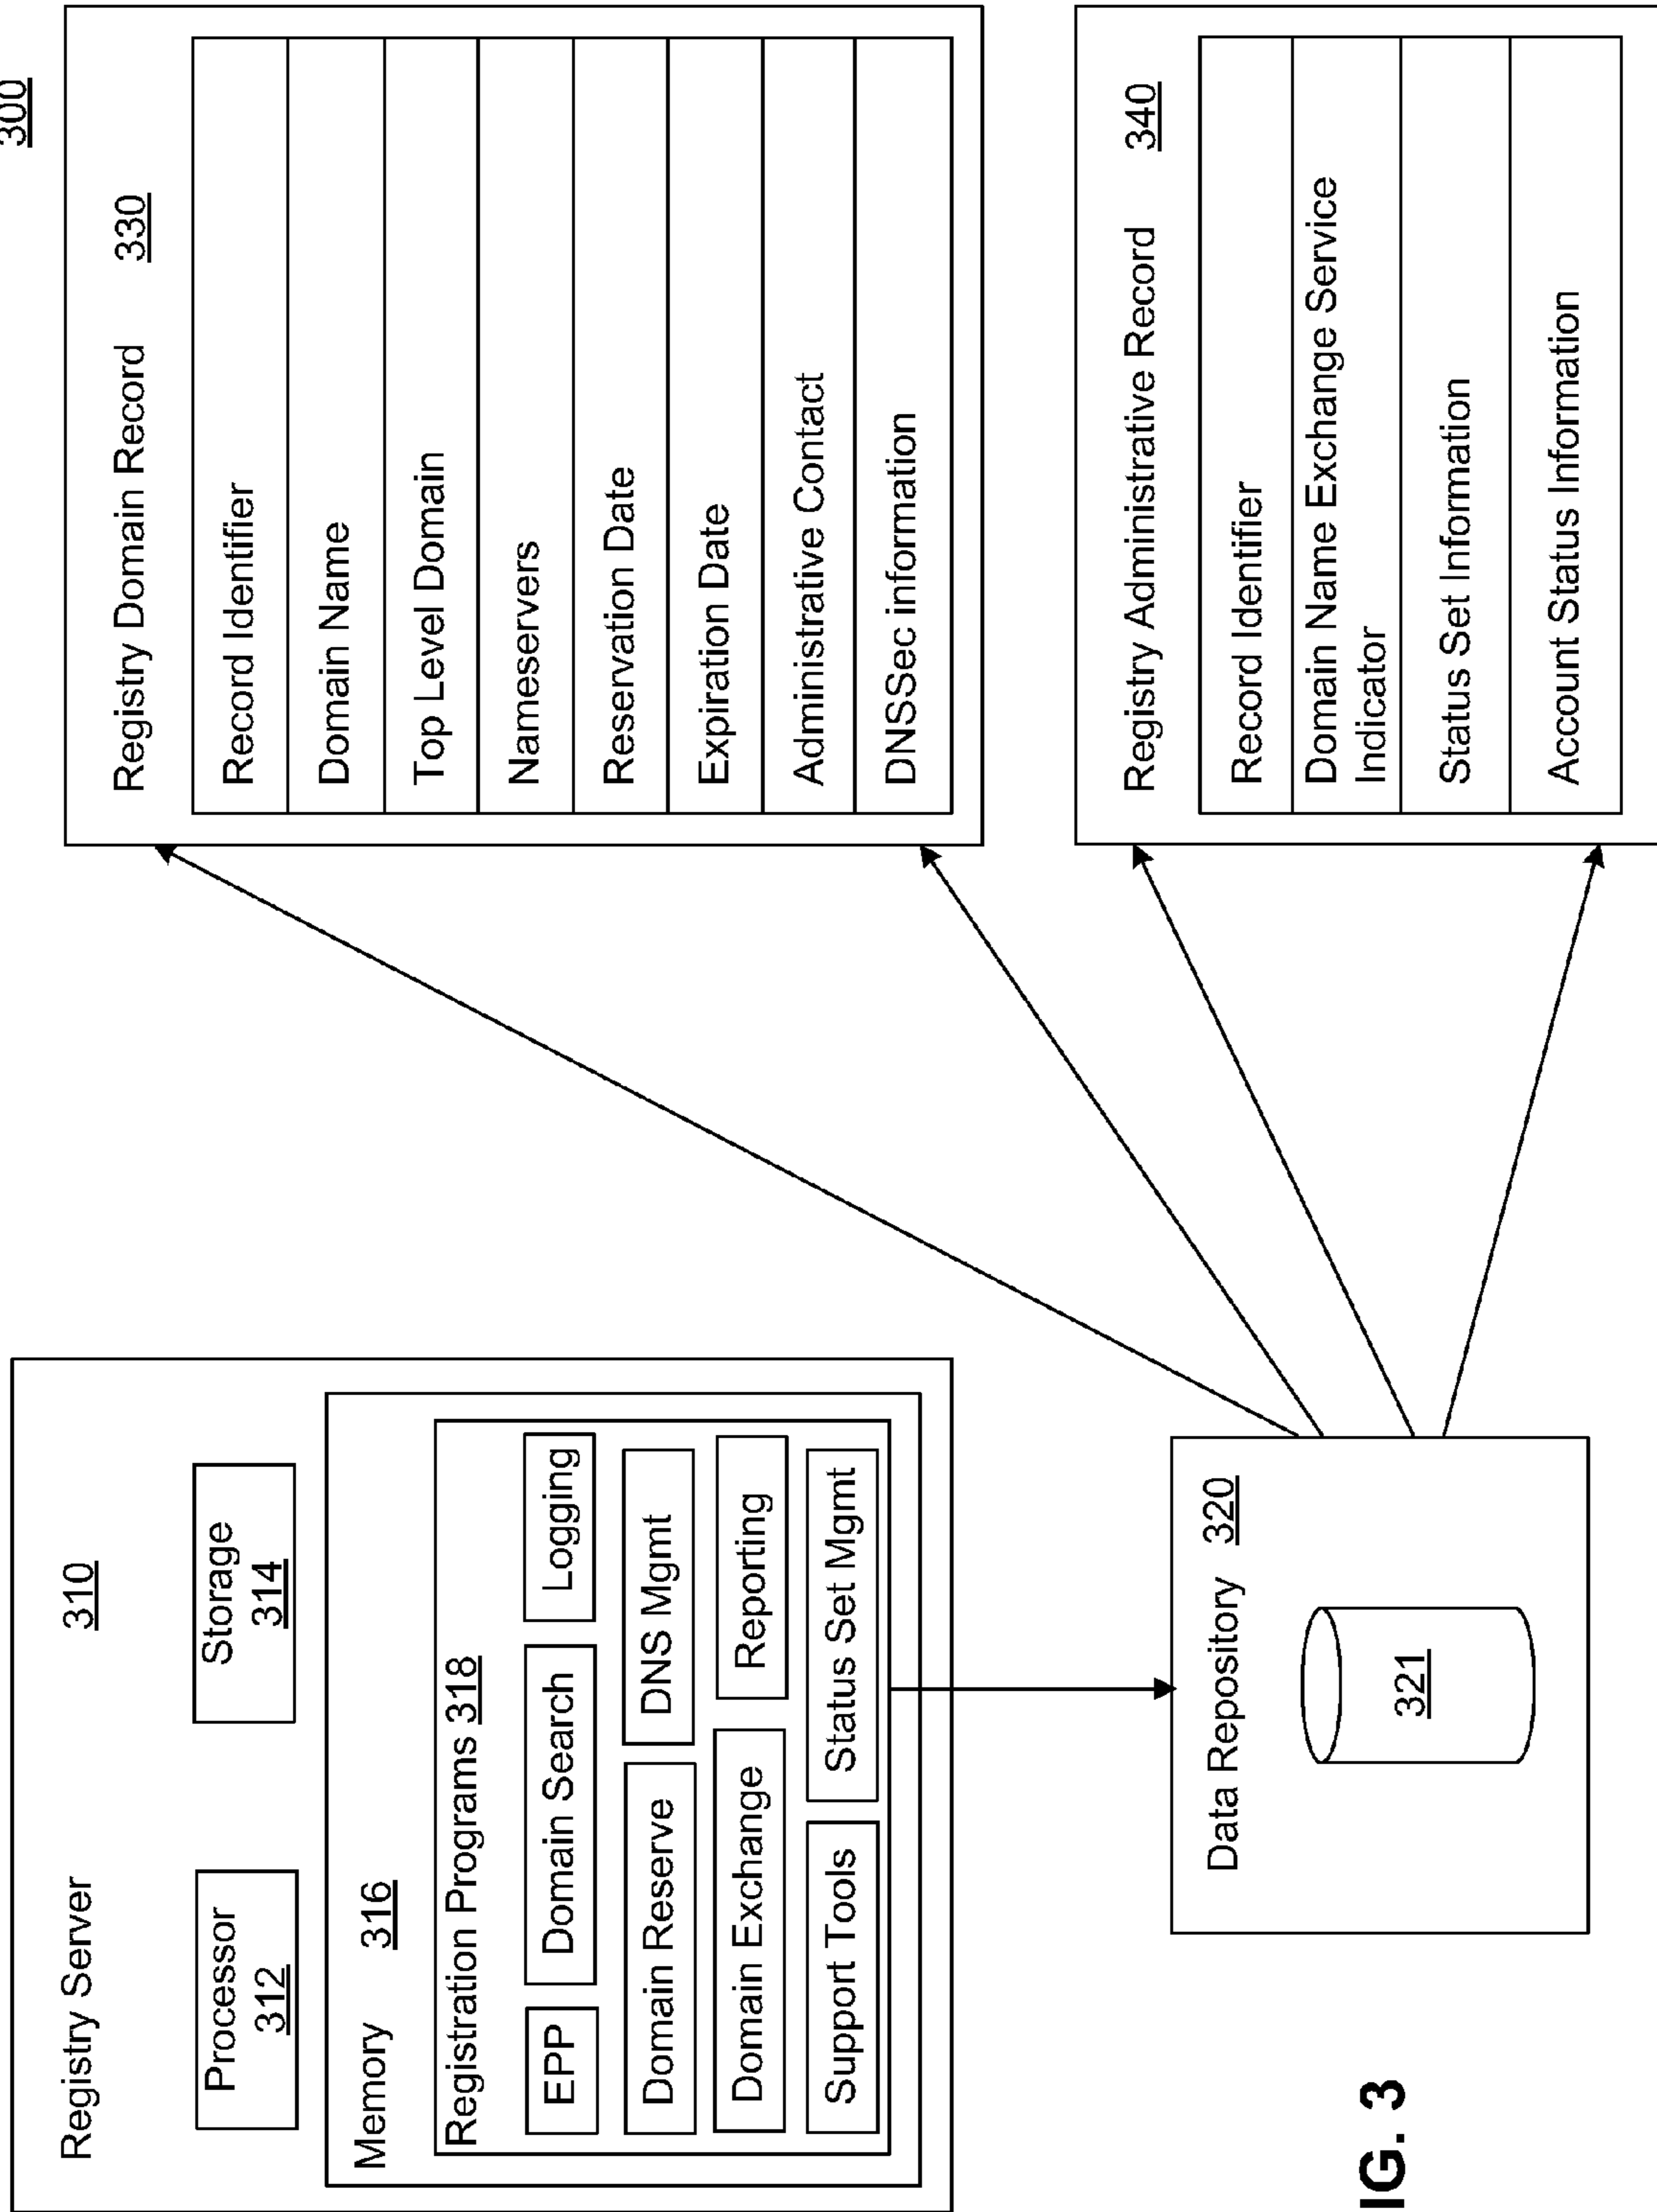 300
Registry Server 310
Processor
312
Storage
314
Memory 316
Registration Programs 318
EPP
Domain Search
Logging
Domain Reserve
DNS Mgmt
Domain Exchange
Reporting
Support Tools
Status Set Mgmt
Data Repository 320
321
Registry Domain Record 330
Record Identifier
Domain Name
Top Level Domain
Nameservers
Reservation Date
Expiration Date
Administrative Contact
DNSSec information
Registry Administrative Record 340
Record Identifier
Domain Name Exchange Service
Indicator
Status Set Information
Account Status Information
IG. 3